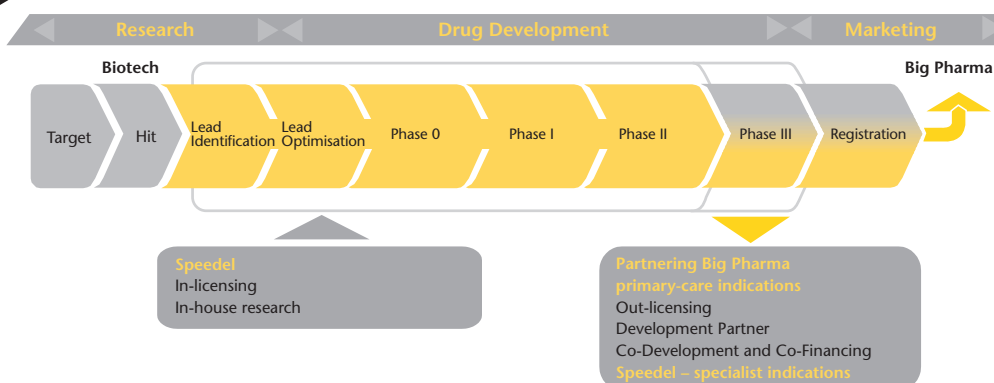 Research
Drug Development
Marketing
Biotech
Big Pharma
Target
Hit
Lead
Identification
Lead
Optimisation
Phase 0
Phase I
Phase II
Phase III
Registration
Speedel
In-licensing
In-house research
Partnering Big Pharma
primary-care indications
Out-licensing
Development Partner
Co-Development and Co-Financing
Speedel – specialist indications